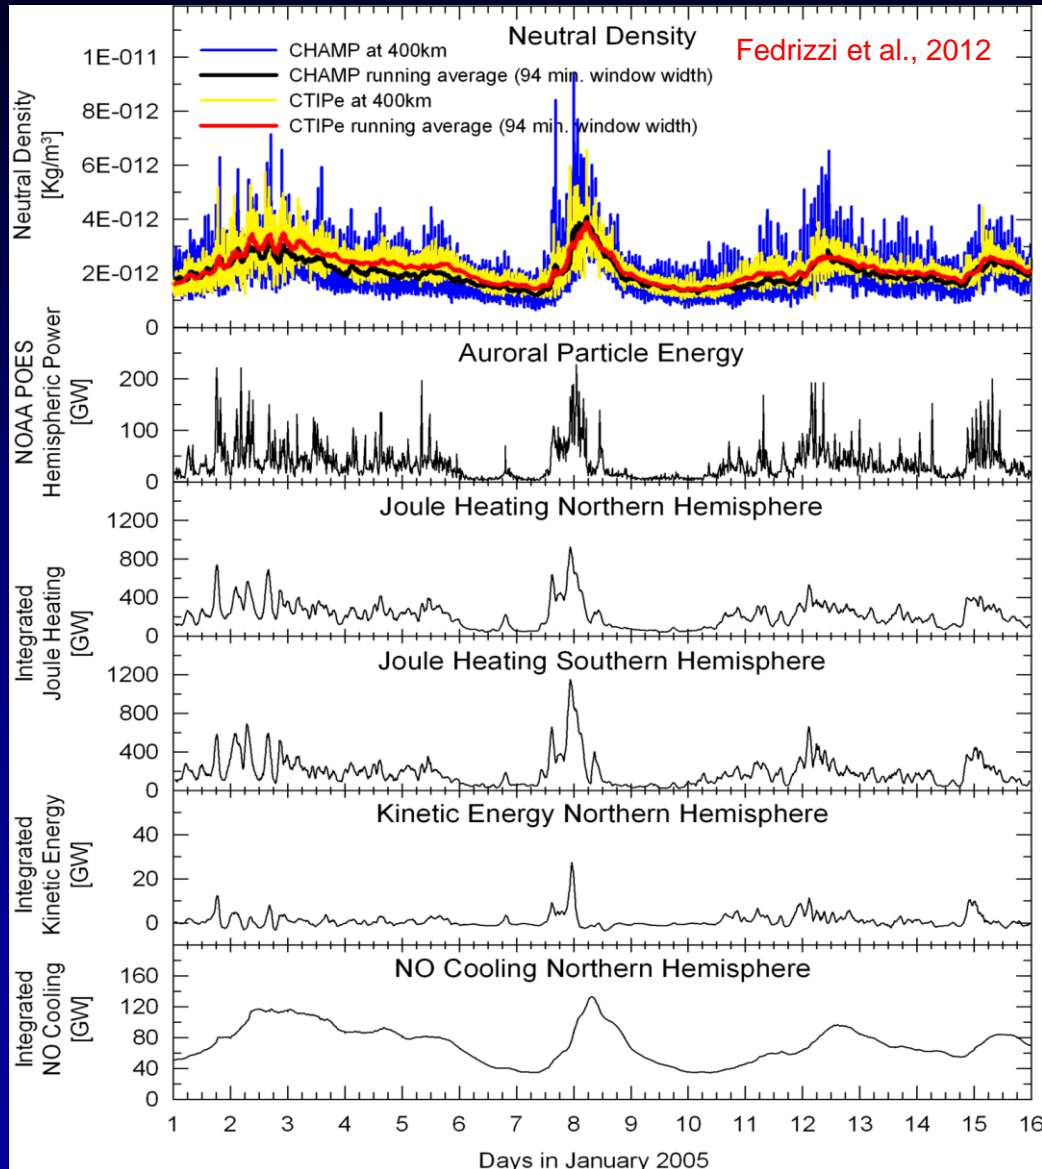 Neutral Density
Fedrizzi et al., 2012
CHAMP at 400km
CHAMP running average (94 min. window width)
CTIPe at 400km
CTIPe running average (94 min. window width)
Neutral Density
[Kg/m³]
1E-011
8E-012
6E-012
4E-012
2E-012
0
Auroral Particle Energy
NOAA POES
Hemispheric Power
[GW]
200
100
0
Joule Heating Northern Hemisphere
1200
800
400
0
Integrated
Joule Heating
[GW]
Joule Heating Southern Hemisphere
1200
800
400
0
Kinetic Energy Northern Hemisphere
Integrated
Kinetic Energy
[GW]
40
20
0
NO Cooling Northern Hemisphere
Integrated
NO Cooling
[GW]
160
120
80
40
0
1 2 3 4 5 6 7 8 9 10 11 12 13 14 15 16
Days in January 2005